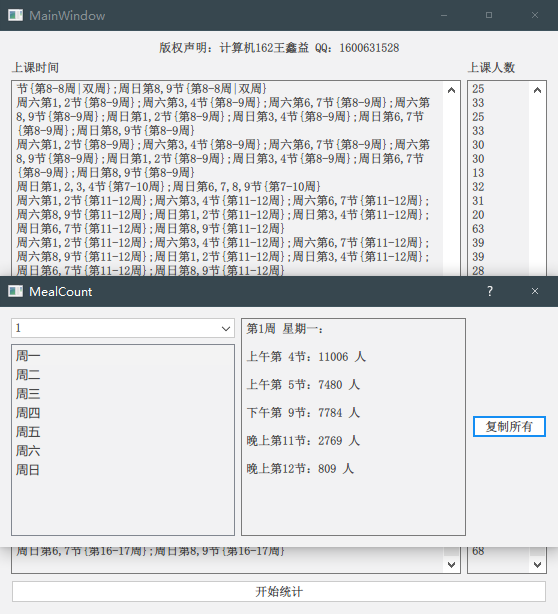 MainWindow
版权声明：计算机162王鑫益 QQ：1600631528
上课时间
上课人数
节{第8-8周|双周};周日第8,9节{第8-8周|双周}
周六第1,2节{第8-9周};周六第3,4节{第8-9周};周六第6,7节{第8-9周};周六第
8,9节{第8-9周};周日第1,2节{第8-9周};周日第3,4节{第8-9周};周日第6,7节
{第8-9周};周日第8,9节{第8-9周}
周六第1,2节{第8-9周};周六第3,4节{第8-9周};周六第6,7节{第8-9周};周六第
8,9节{第8-9周};周日第1,2节{第8-9周};周日第3,4节{第8-9周};周日第6,7节
{第8-9周};周日第8,9节{第8-9周}
周日第1,2,3,4节{第7-10周};周日第6,7,8,9节{第7-10周}
周六第1,2节{第11-12周};周六第3,4节{第11-12周};周六第6,7节{第11-12周};
周六第8,9节{第11-12周};周日第1,2节{第11-12周};周日第3,4节{第11-12周};
周日第6,7节{第11-12周};周日第8,9节{第11-12周}
周六第1,2节{第11-12周};周六第3,4节{第11-12周};周六第6,7节{第11-12周};
周六第8,9节{第11-12周};周日第1,2节{第11-12周};周日第3,4节{第11-12周};
周日第6,7节{第11-12周};周日第8,9节{第11-12周}
25
33
25
33
30
30
13
32
31
20
63
39
39
28
MealCount
?
1
周一
周二
周三
周四
周五
周六
周日
第1周 星期一：
上午第 4节：11006 人
上午第 5节：7480 人
下午第 9节：7784 人
晚上第11节：2769 人
晚上第12节：809 人
复制所有
周日第6,7节{第16-17周};周日第8,9节{第16-17周}
68
开始统计